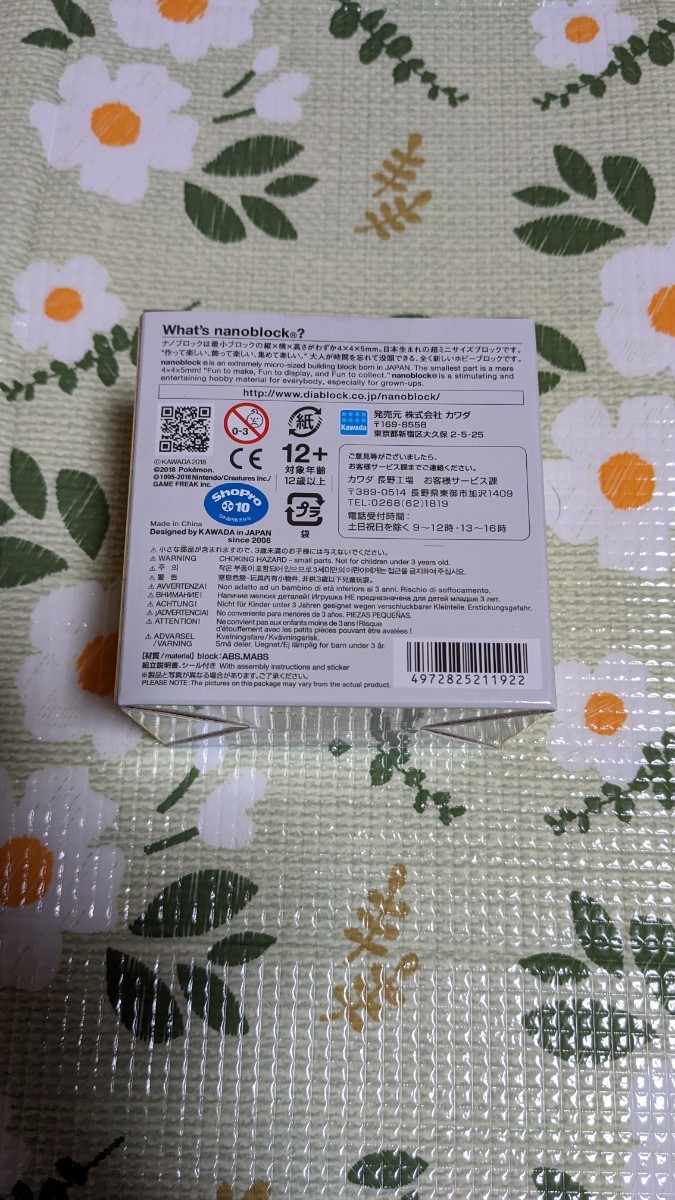 What's nanoblock®?
ナノブロックは最小ブロックの縦×横×高さがわずか4×4×5mm。日本生まれの超ミニサイズブロックです。
"作って楽しい、飾って楽しい、集めて楽しい。" 大人が時間を忘れて没頭できる、全く新しいホビーブロックです。
nanoblock®is an extremely micro-sized building block born in JAPAN. The smallest part is a mere
4×4×5mm! "Fun to make, Fun to display, and Fun to collect." nanoblock®is a stimulating and
entertaining hobby material for everybody, especially for grown-ups.
http://www.diablock.co.jp/nanoblock/
0-3
紙
Kawada
発売元 株式会社 カワダ
〒169-8558
東京都新宿区大久保 2-5-25
©KAWADA 2018
©2018 Pokémon.
©1995-2018 Nintendo/Creatures Inc./
GAME FREAK inc.
CE
12+
対象年齢
12歳以上
プラ
袋
ShoPro
10
ご意見等がございましたら、
お客様サービス課までご連絡ください。
カワダ 長野工場 お客様サービス課
〒389-0514 長野県東御市加沢1409
TEL:0268(62)1819
電話受付時間:
土日祝日を除く 9~12時・13~16時
Made in China
Designed by KAWADA in JAPAN
since 2008
小さな部品が含まれますので、3歳未満のお子様には与えないでください。
WARNING CHOKING HAZARD - small parts. Not for children under 3 years old.
주 의 작은 부품이 포함되어 있으므로 3세 미만의 어린이에게는 접근을 금지하여 주십시오.
警 告 窒息危險 - 玩具内有小物件, 非供3歳以下兒童玩耍.
AVVERTENZA! Non adatto ad un bambino di età inferiore ai 3 anni. Rischio di soffocamento.
ВНИМАНИЕ! Наличие мелких деталей! Игрушка НЕ предназначена для детей младше 3 лет.
ACHTUNG! Nicht für Kinder unter 3 Jahren geeignet wegen verschluckbarer Kleinteile. Erstickungsgefahr.
¡ADVERTENCIA! No conveniente para menores de 3 años. PIEZAS PEQUEÑAS.
ATTENTION! Ne convient pas aux enfants moins de 3 ans ! Risque
d'étouffement avec les petits pièces pouvant être avalées !
ADVARSEL Kvelningsfare/Kvävningsrisk.
/VARNING Små deler. Uegnet/Ej lämplig för barn under 3 år.
【材質/material】block:ABS.MABS
組立説明書、シール付き With assembly instructions and sticker
※製品と写真が異なる場合があります。ご了承ください。
PLEASE NOTE:The pictures on this package may vary from the actual product.
4972825211922